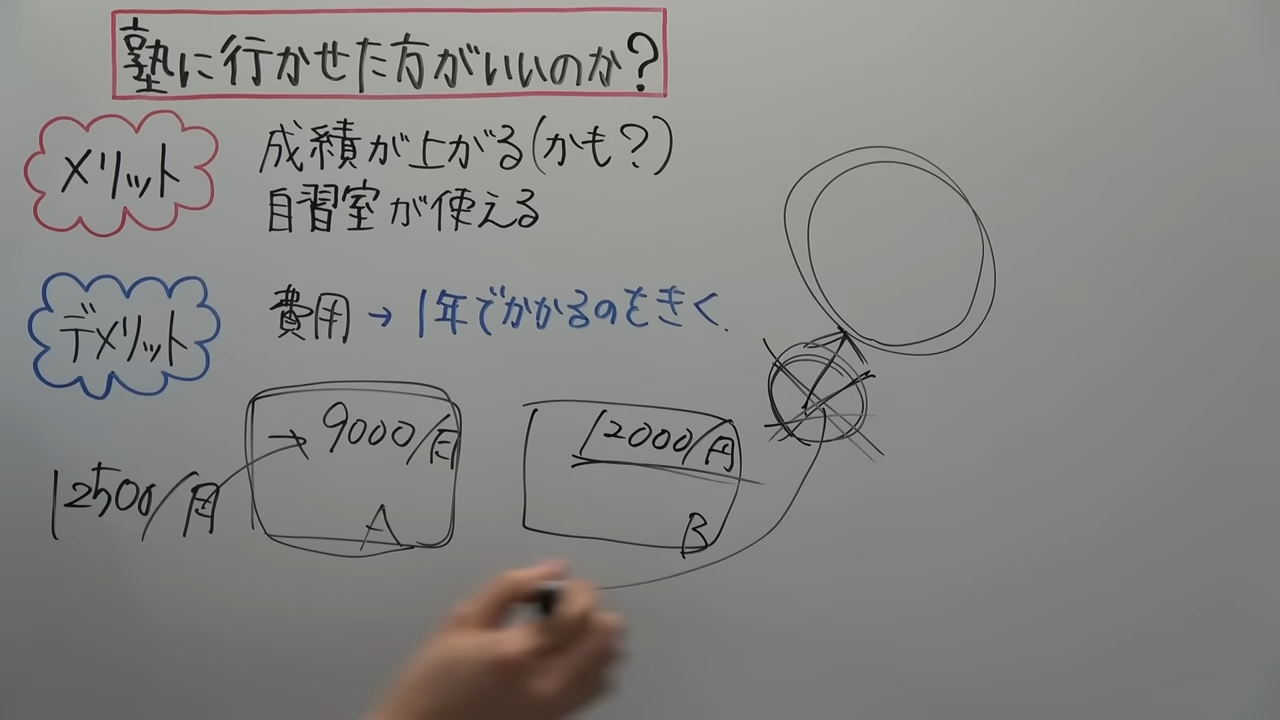 塾に行かせた方がいいのか?
メリット
成績が上がる(かも?)
自習室が使える
デメリット
費用→1年でかかるのをきく.
→9000/月
A
12000/月
B
12500/月